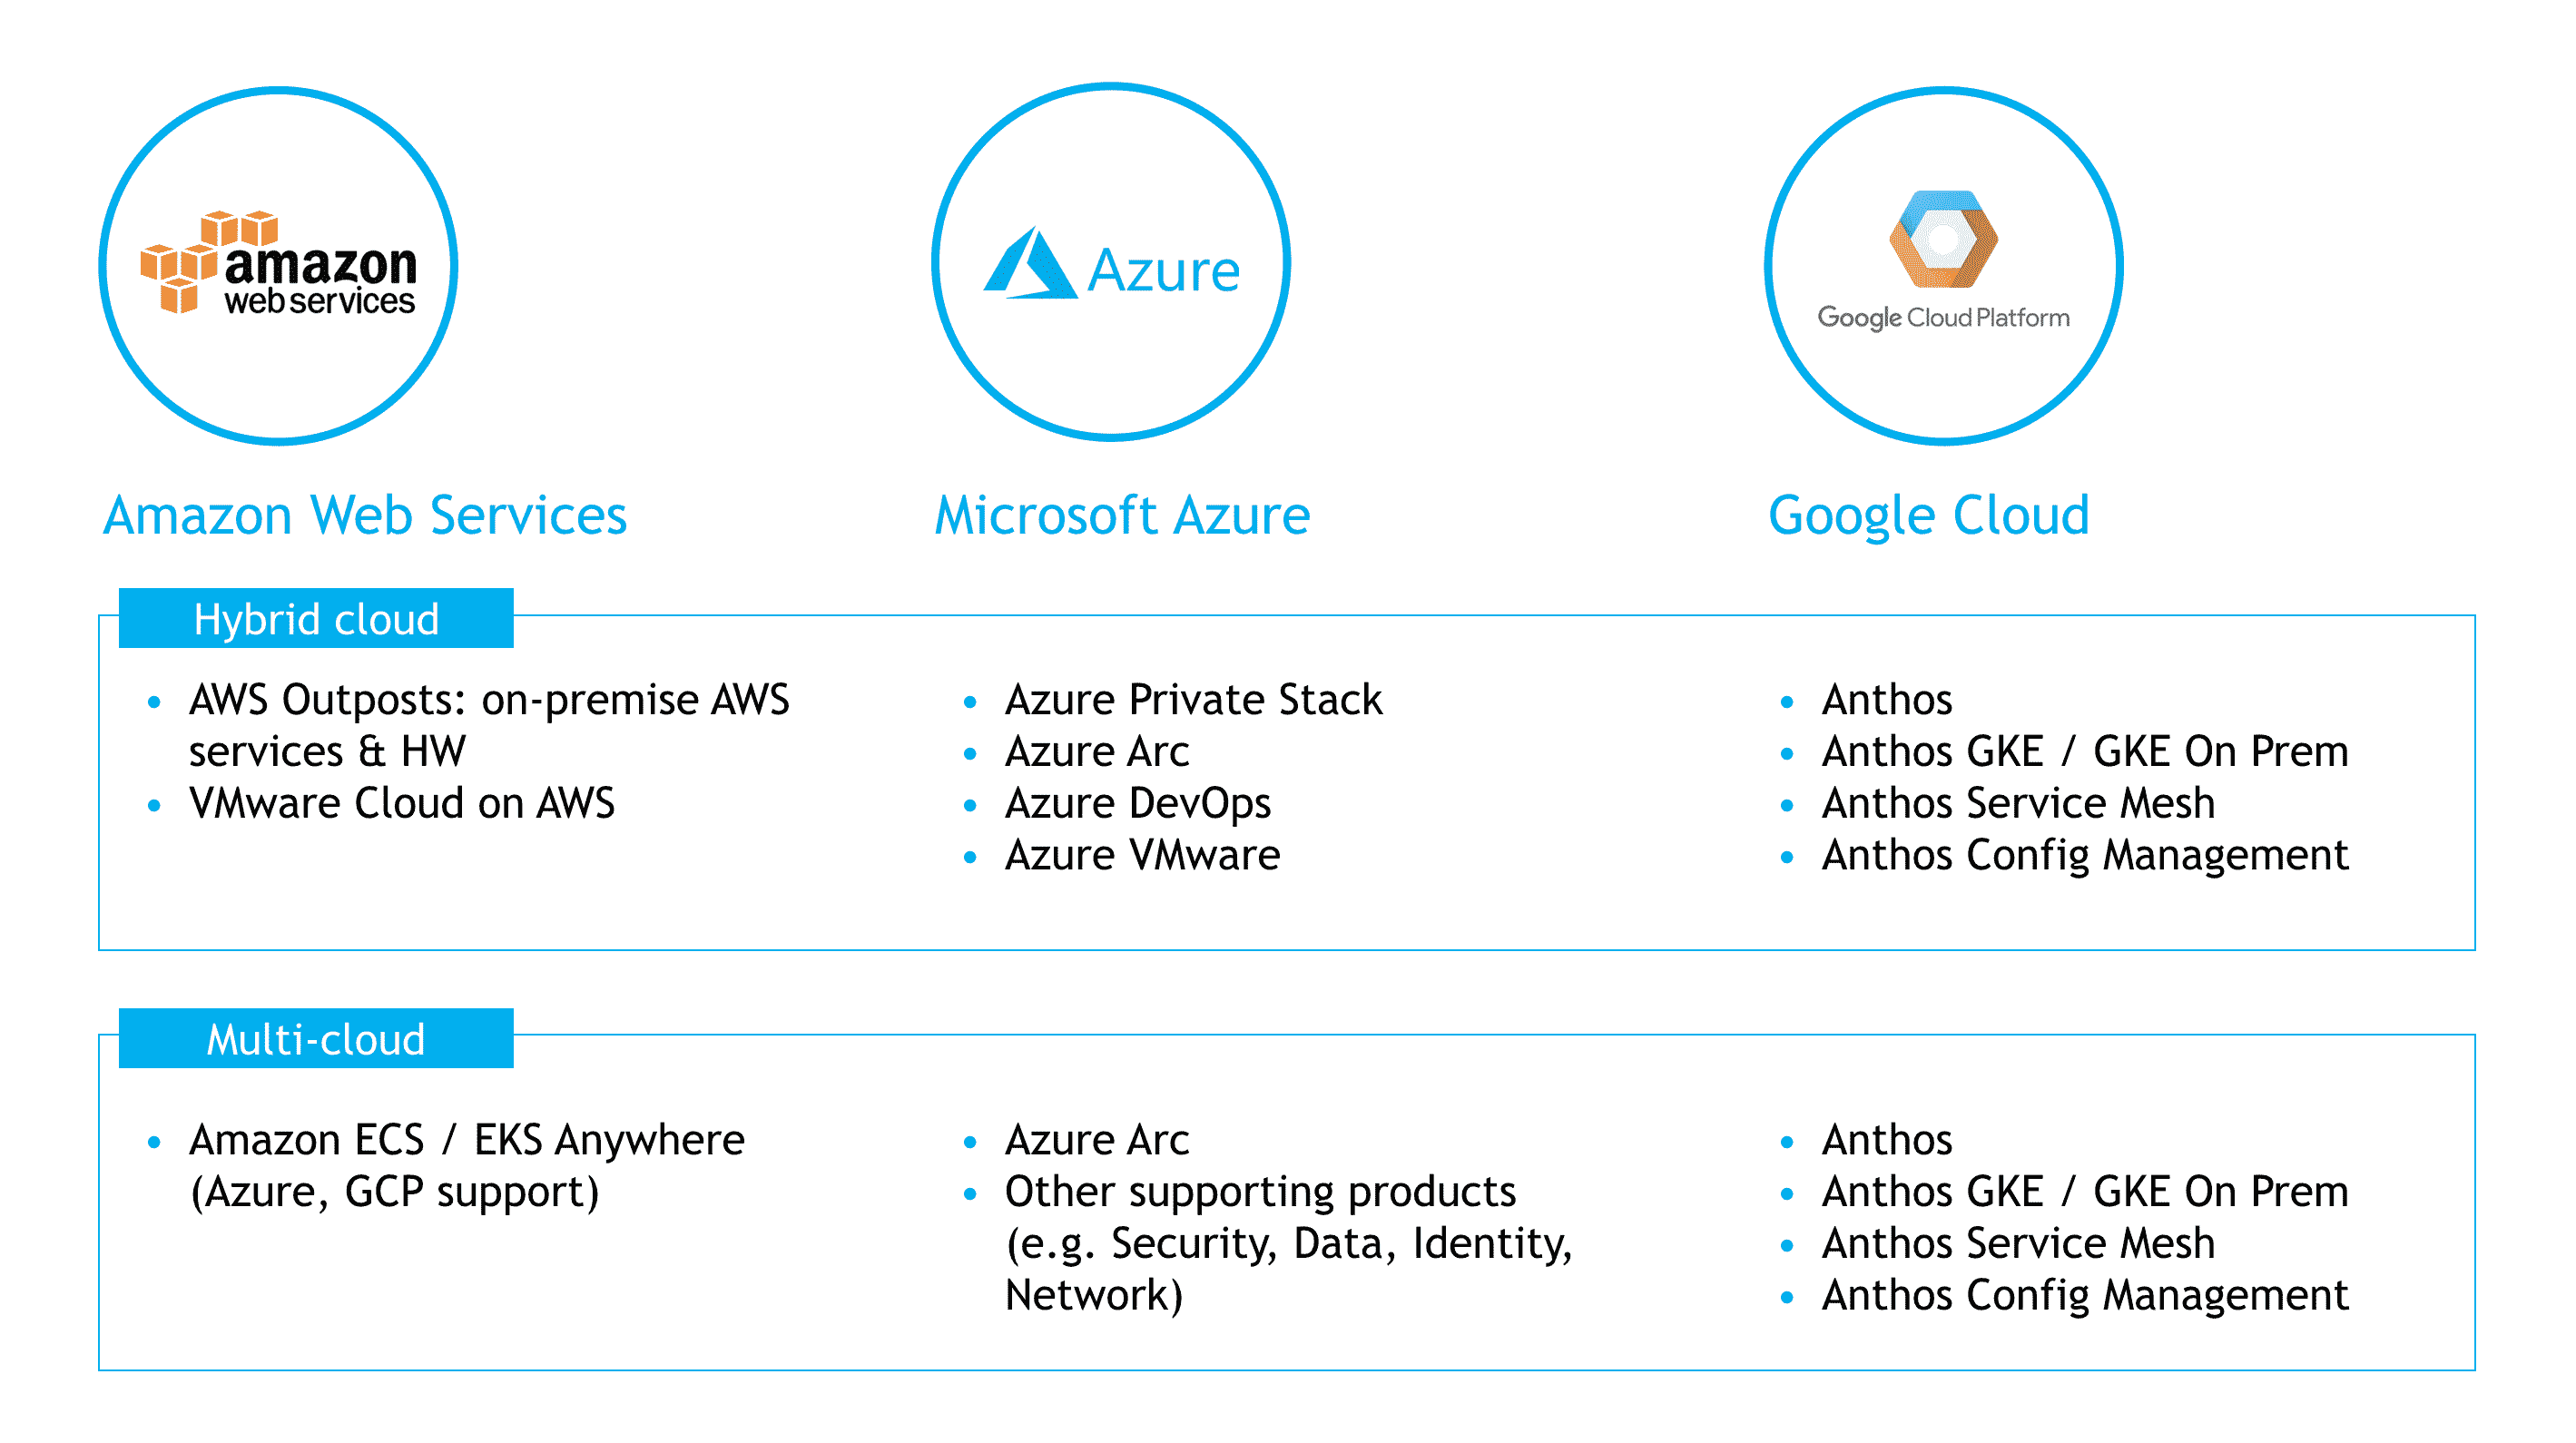 amazon
web services
Azure
Google Cloud Platform
Amazon Web Services
Microsoft Azure
Google Cloud
Hybrid cloud
• AWS Outposts: on-premise AWS
services & HW
• VMware Cloud on AWS
• Azure Private Stack
• Azure Arc
• Azure DevOps
• Azure VMware
• Anthos
• Anthos GKE / GKE On Prem
• Anthos Service Mesh
• Anthos Config Management
Multi-cloud
• Amazon ECS / EKS Anywhere
(Azure, GCP support)
• Azure Arc
• Other supporting products
(e.g. Security, Data, Identity,
Network)
• Anthos
• Anthos GKE / GKE On Prem
• Anthos Service Mesh
• Anthos Config Management